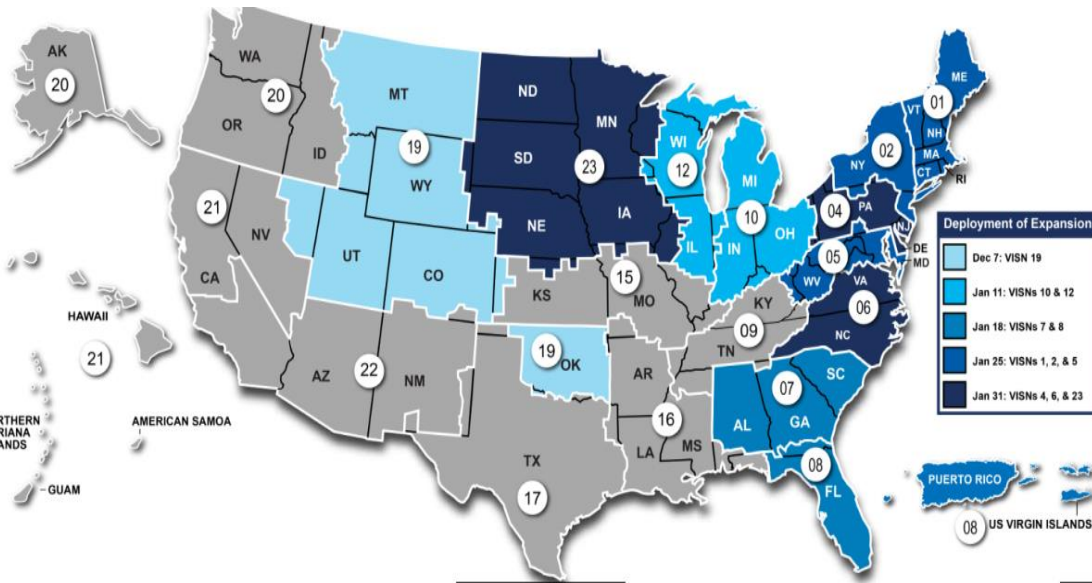 AK
20
WA
20
OR
ID
MT
19
WY
ND
SD
NE
MN
23
IA
WI
12
MI
10
IL
IN
OH
ME
01
VT
NH
MA
CT
RI
NY
02
04
PA
NJ
DE
MD
05
WV
VA
06
NC
21
NV
CA
UT
CO
KS
15
MO
KY
09
TN
HAWAII
21
AZ
22
NM
19
OK
AR
16
LA
MS
TX
17
AL
07
GA
SC
08
FL
AMERICAN SAMOA
GUAM
PUERTO RICO
08
US VIRGIN ISLANDS
Deployment of Expansion
Dec 7: VISN 19
Jan 11: VISNs 10 & 12
Jan 18: VISNs 7 & 8
Jan 25: VISNs 1, 2, & 5
Jan 31: VISNs 4, 6, & 23